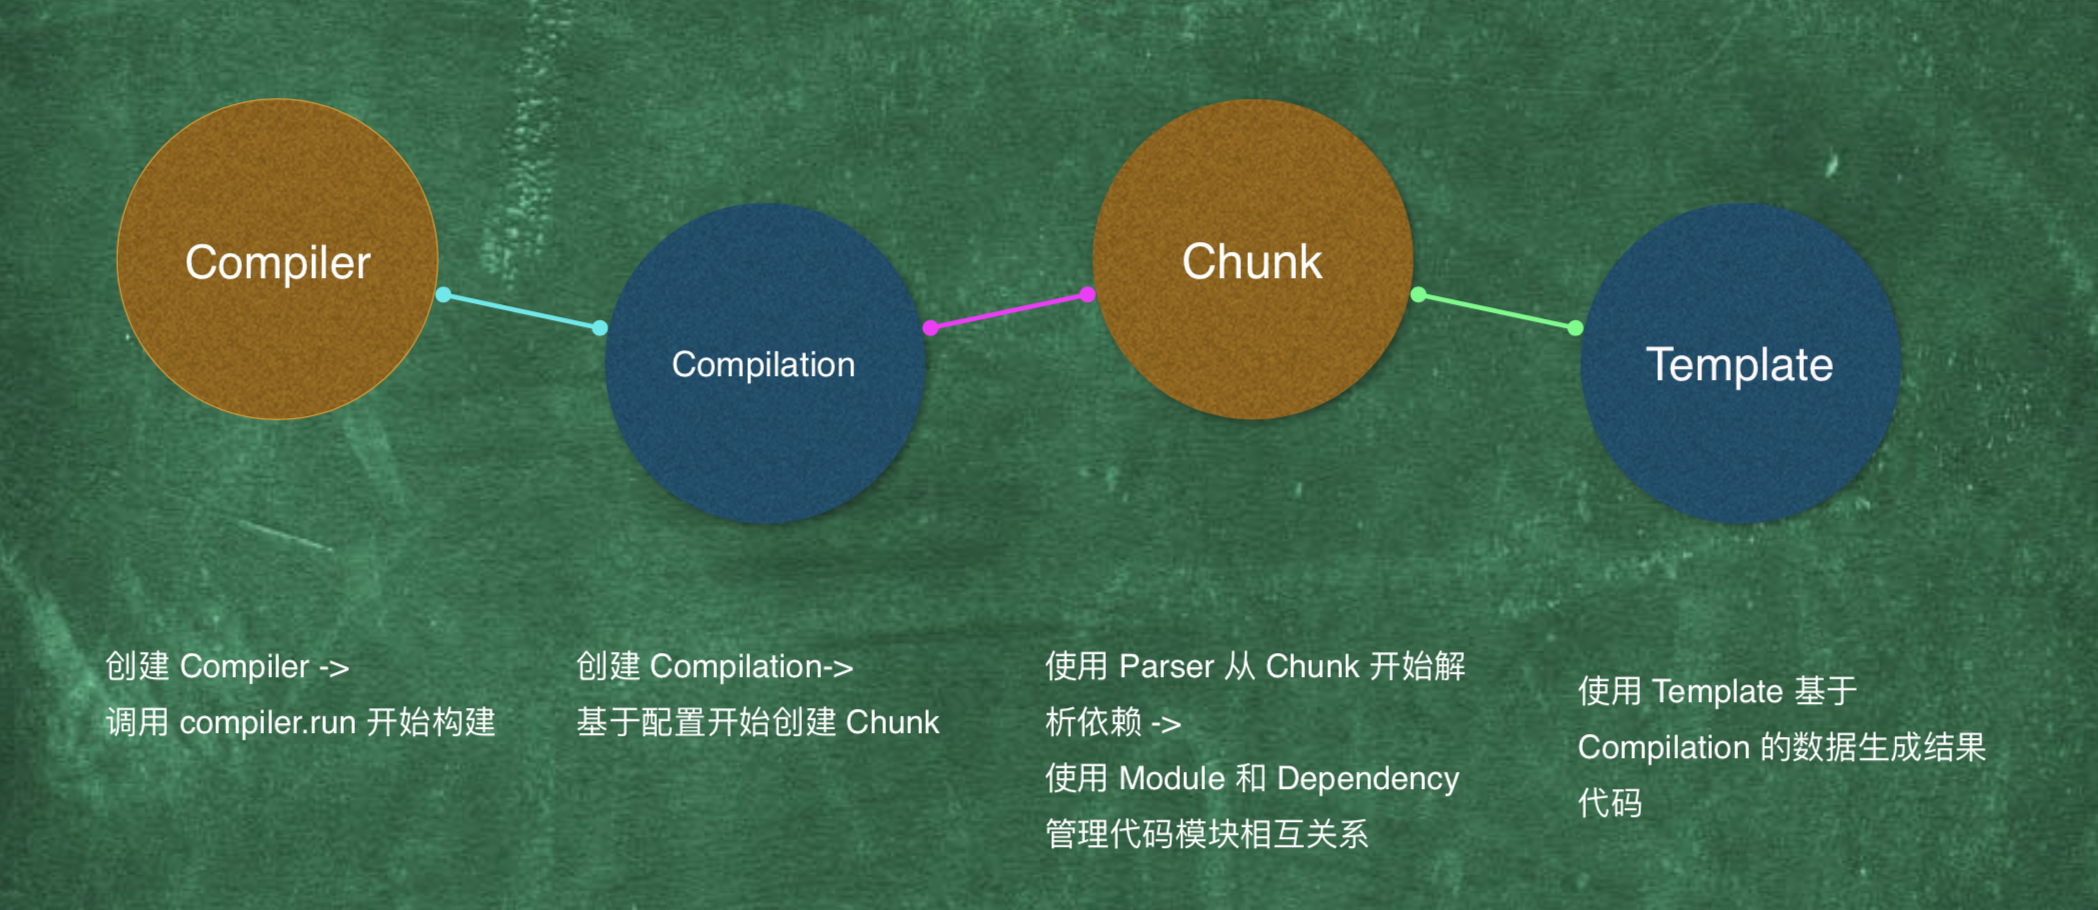 Compiler
Compilation
Chunk
Template
创建 Compiler ->
调用 compiler.run 开始构建
创建 Compilation->
基于配置开始创建 Chunk
使用 Parser 从 Chunk 开始解
析依赖 ->
使用 Module 和 Dependency
管理代码模块相互关系
使用 Template 基于
Compilation 的数据生成结果
代码